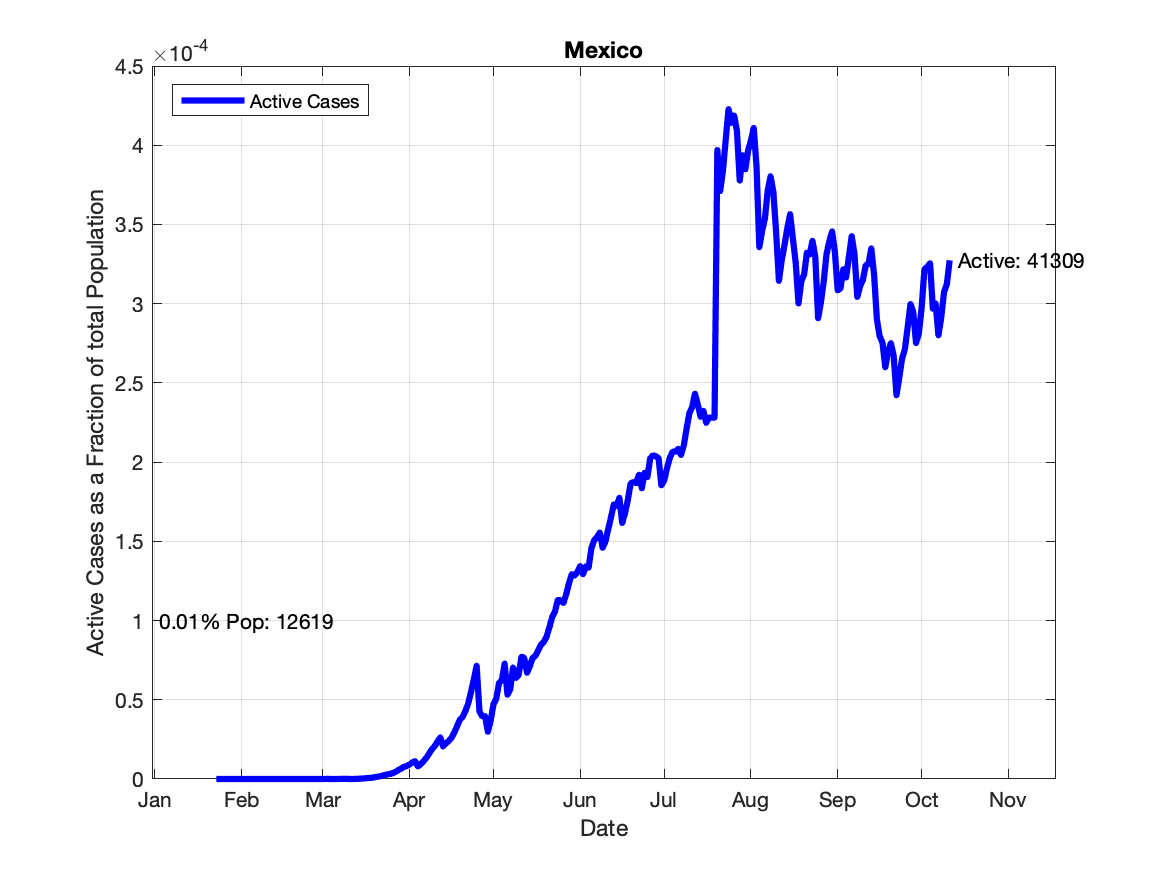 Mexico
×10-4
4.5
4
3.5
3
2.5
2
1.5
1
0.5
0
Active Cases as a Fraction of total Population
Active Cases
Active: 41309
0.01% Pop: 12619
Jan Feb Mar Apr May Jun Jul Aug Sep Oct Nov
Date